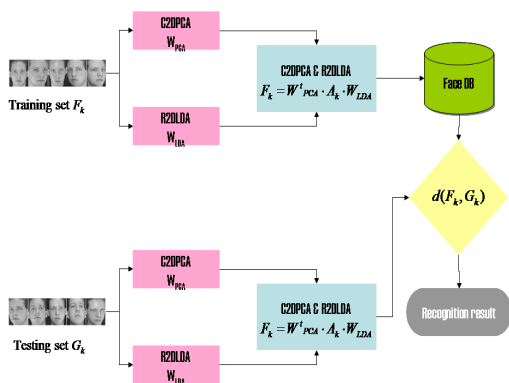 C2DPCA
W_PCA
C2DPCA & R2DLDA
F_k = W^t_PCA · A_k · W_LDA
Face DB
Training set F_k
R2DLDA
W_LDA
d(F_k, G_k)
C2DPCA
W_PCA
C2DPCA & R2DLDA
F_k = W^t_PCA · A_k · W_LDA
Recognition result
Testing set G_k
R2DLDA
W_LDA